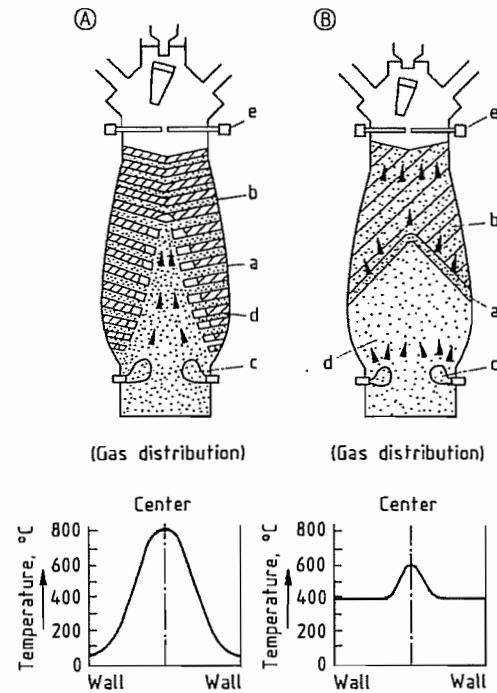 A
e
b
a
d
c
(Gas distribution)
B
e
b
a
d
c
(Gas distribution)
Center
Temperature, °C
800
600
400
200
0
Wall
Wall
Center
Temperature, °C
800
600
400
200
0
Wall
Wall